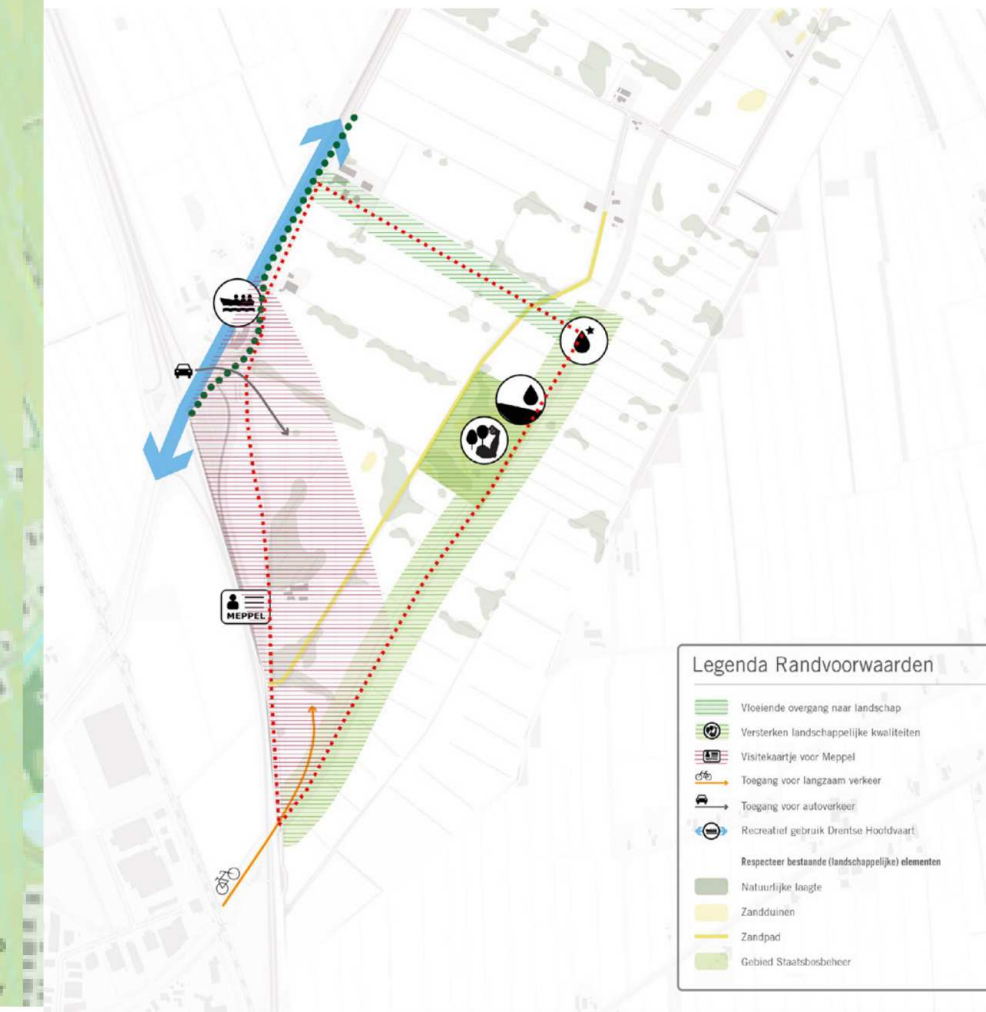 MEPPEL
Legenda Randvoorwaarden
Vloeiende overgang naar landschap
Versterken landschappelijke kwaliteiten
Visitekaartje voor Meppel
Toegang voor langzaam verkeer
Toegang voor autoverkeer
Recreatief gebruik Drentse Hoofdvaart
Respecteer bestaande (landschappelijke) elementen
Natuurlijke laagte
Zandduinen
Zandpad
Gebied Staatsbosbeheer